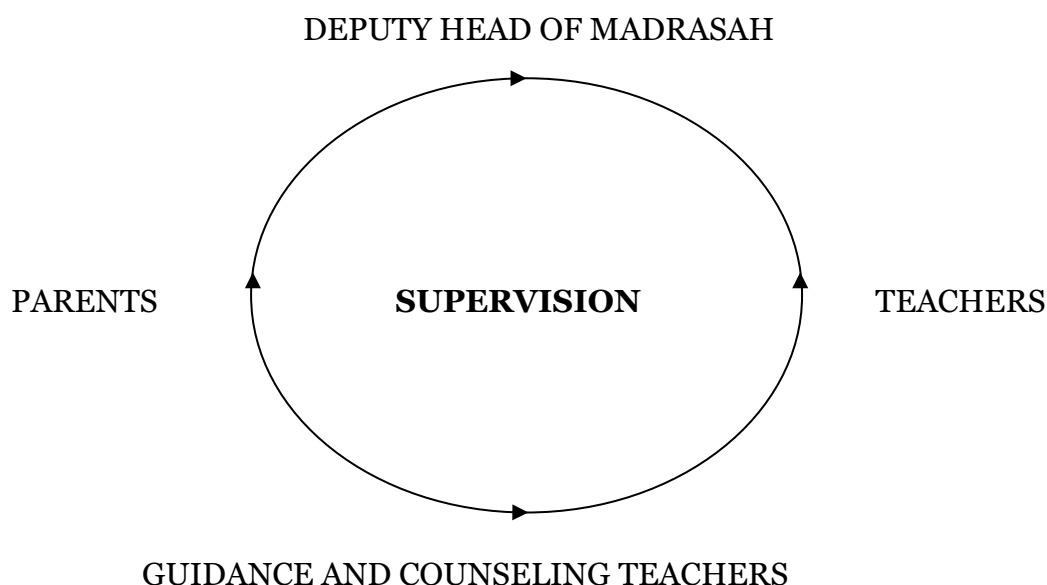 DEPUTY HEAD OF MADRASAH
PARENTS
SUPERVISION
TEACHERS
GUIDANCE AND COUNSELING TEACHERS